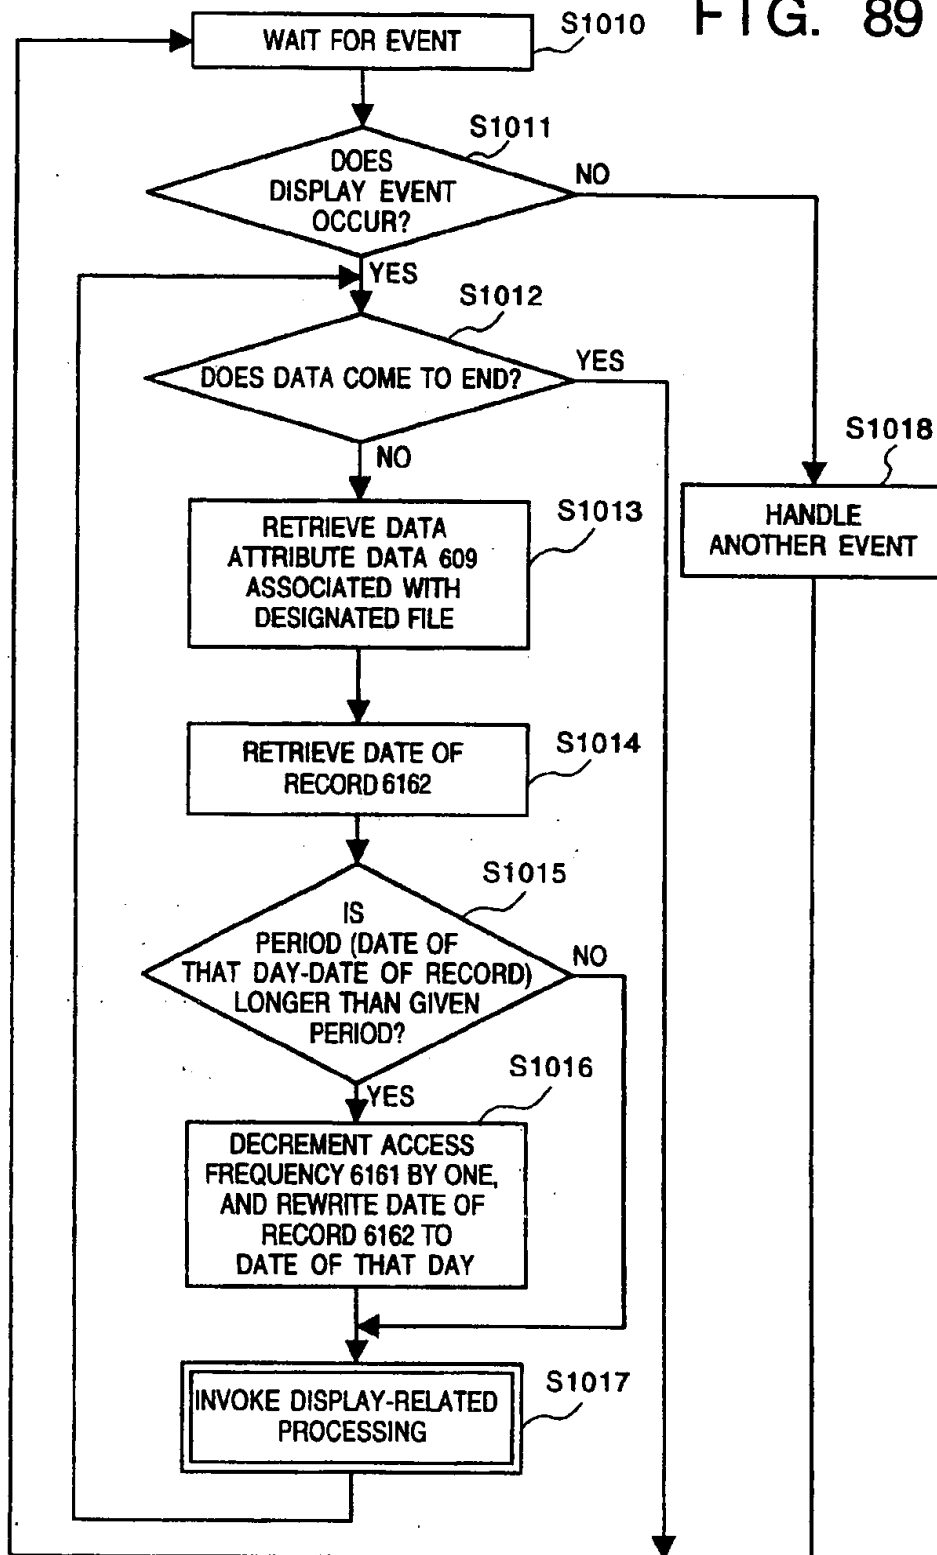 FIG. 89
WAIT FOR EVENT
S1010
S1011
DOES
DISPLAY EVENT
OCCUR?
NO
YES
S1012
DOES DATA COME TO END?
YES
NO
S1018
HANDLE
ANOTHER EVENT
S1013
RETRIEVE DATA
ATTRIBUTE DATA 609
ASSOCIATED WITH
DESIGNATED FILE
S1014
RETRIEVE DATE OF
RECORD 6162
S1015
IS
PERIOD (DATE OF
THAT DAY-DATE OF RECORD)
LONGER THAN GIVEN
PERIOD?
NO
YES
S1016
DECREMENT ACCESS
FREQUENCY 6161 BY ONE,
AND REWRITE DATE OF
RECORD 6162 TO
DATE OF THAT DAY
S1017
INVOKE DISPLAY-RELATED
PROCESSING